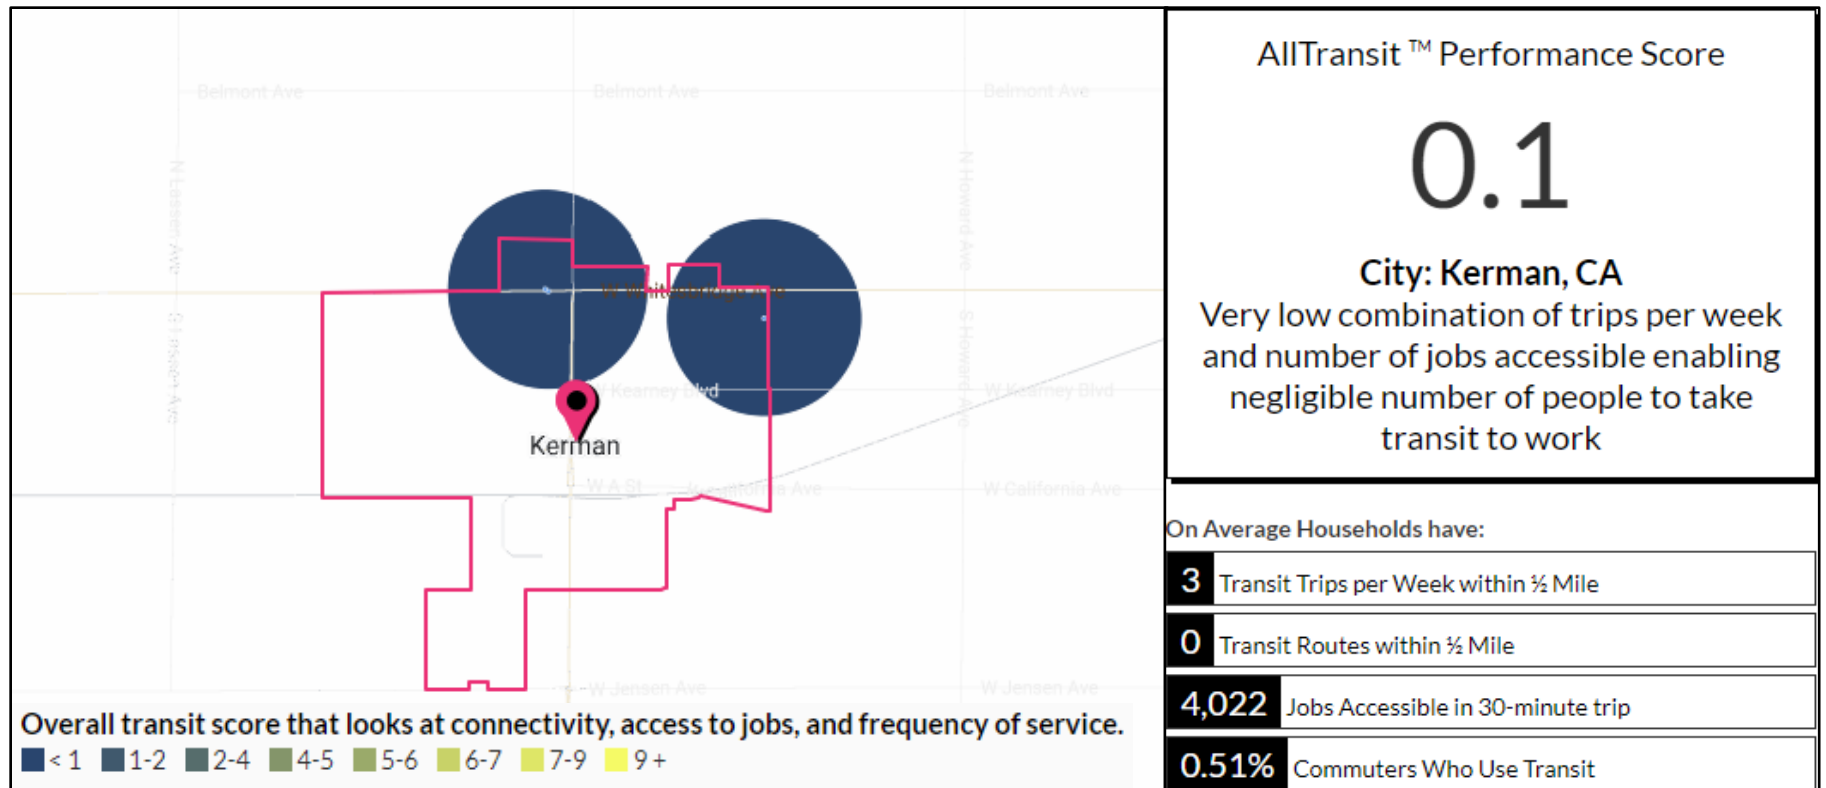 Belmont Ave
Belmont Ave
Belmont Ave
N Lassen Ave
N Howard Ave
W Whitesbridge Ave
S Lassen Ave
S Howard Ave
W Kearney Blvd
W Kearney Blvd
Kerman
W A St
W California Ave
W California Ave
W Jensen Ave
W Jensen Ave
Overall transit score that looks at connectivity, access to jobs, and frequency of service.
< 1 1-2 2-4 4-5 5-6 6-7 7-9 9 +
AllTransit ™ Performance Score
0.1
City: Kerman, CA
Very low combination of trips per week
and number of jobs accessible enabling
negligible number of people to take
transit to work
On Average Households have:
3 Transit Trips per Week within ½ Mile
0 Transit Routes within ½ Mile
4,022 Jobs Accessible in 30-minute trip
0.51% Commuters Who Use Transit